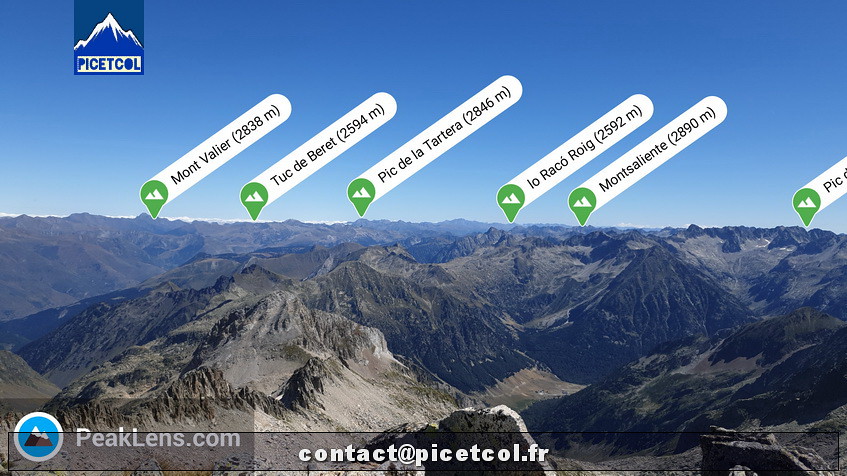 PICETCOL
Mont Valier (2838 m)
Tuc de Beret (2594 m)
Pic de la Tartera (2846 m)
lo Racó Roig (2592 m)
Montsaliente (2890 m)
Pic d
PeakLens.com
contact@picetcol.fr